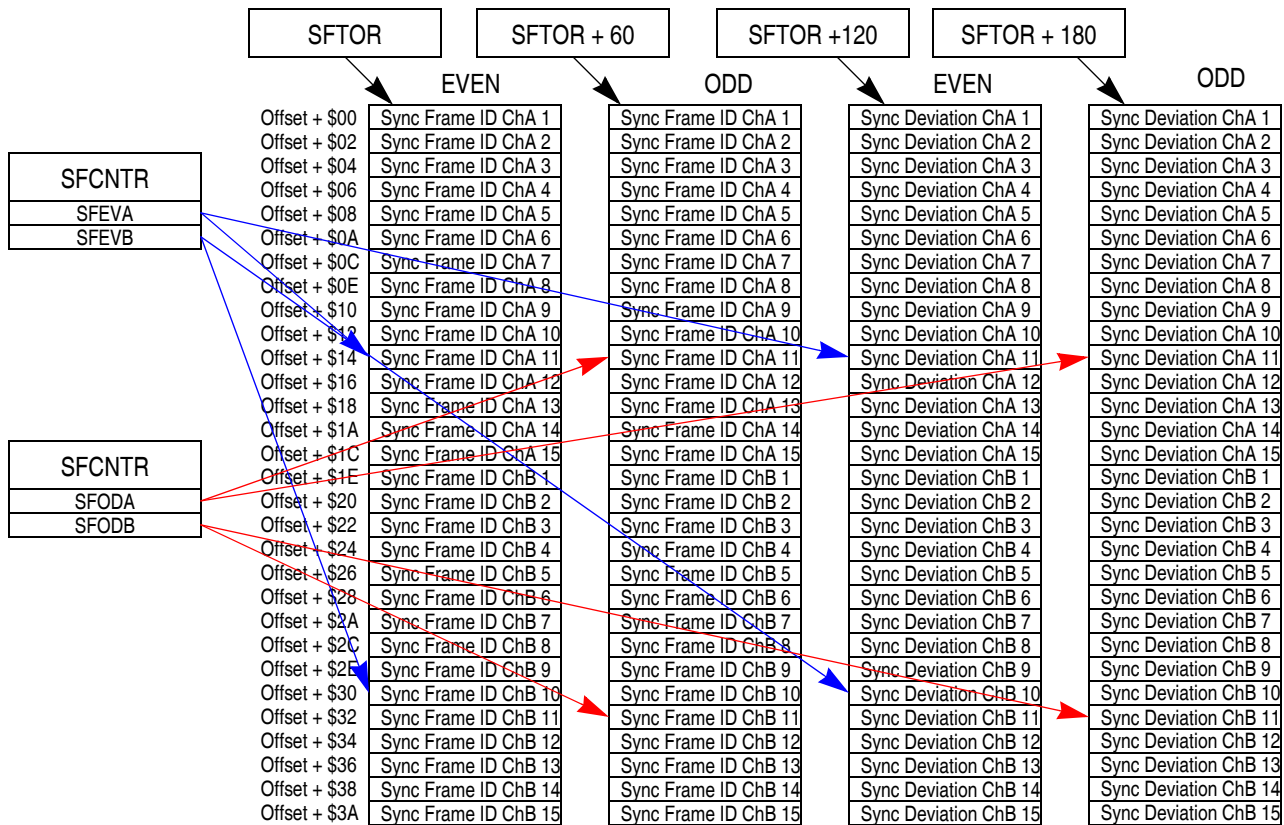 SFTOR SFTOR + 60 SFTOR +120 SFTOR + 180
EVEN ODD EVEN ODD
Offset + $00 Sync Frame ID ChA 1 Sync Frame ID ChA 1 Sync Deviation ChA 1 Sync Deviation ChA 1
Offset + $02 Sync Frame ID ChA 2 Sync Frame ID ChA 2 Sync Deviation ChA 2 Sync Deviation ChA 2
Offset + $04 Sync Frame ID ChA 3 Sync Frame ID ChA 3 Sync Deviation ChA 3 Sync Deviation ChA 3
SFCNTR Offset + $06 Sync Frame ID ChA 4 Sync Frame ID ChA 4 Sync Deviation ChA 4 Sync Deviation ChA 4
SFEVA Offset + $08 Sync Frame ID ChA 5 Sync Frame ID ChA 5 Sync Deviation ChA 5 Sync Deviation ChA 5
SFEVB Offset + $0A Sync Frame ID ChA 6 Sync Frame ID ChA 6 Sync Deviation ChA 6 Sync Deviation ChA 6
Offset + $0C Sync Frame ID ChA 7 Sync Frame ID ChA 7 Sync Deviation ChA 7 Sync Deviation ChA 7
Offset + $0E Sync Frame ID ChA 8 Sync Frame ID ChA 8 Sync Deviation ChA 8 Sync Deviation ChA 8
Offset + $10 Sync Frame ID ChA 9 Sync Frame ID ChA 9 Sync Deviation ChA 9 Sync Deviation ChA 9
Offset + $12 Sync Frame ID ChA 10 Sync Frame ID ChA 10 Sync Deviation ChA 10 Sync Deviation ChA 10
Offset + $14 Sync Frame ID ChA 11 Sync Frame ID ChA 11 Sync Deviation ChA 11 Sync Deviation ChA 11
Offset + $16 Sync Frame ID ChA 12 Sync Frame ID ChA 12 Sync Deviation ChA 12 Sync Deviation ChA 12
Offset + $18 Sync Frame ID ChA 13 Sync Frame ID ChA 13 Sync Deviation ChA 13 Sync Deviation ChA 13
Offset + $1A Sync Frame ID ChA 14 Sync Frame ID ChA 14 Sync Deviation ChA 14 Sync Deviation ChA 14
Offset + $1C Sync Frame ID ChA 15 Sync Frame ID ChA 15 Sync Deviation ChA 15 Sync Deviation ChA 15
SFCNTR Offset + $1E Sync Frame ID ChB 1 Sync Frame ID ChB 1 Sync Deviation ChB 1 Sync Deviation ChB 1
SFODA Offset + $20 Sync Frame ID ChB 2 Sync Frame ID ChB 2 Sync Deviation ChB 2 Sync Deviation ChB 2
SFODB Offset + $22 Sync Frame ID ChB 3 Sync Frame ID ChB 3 Sync Deviation ChB 3 Sync Deviation ChB 3
Offset + $24 Sync Frame ID ChB 4 Sync Frame ID ChB 4 Sync Deviation ChB 4 Sync Deviation ChB 4
Offset + $26 Sync Frame ID ChB 5 Sync Frame ID ChB 5 Sync Deviation ChB 5 Sync Deviation ChB 5
Offset + $28 Sync Frame ID ChB 6 Sync Frame ID ChB 6 Sync Deviation ChB 6 Sync Deviation ChB 6
Offset + $2A Sync Frame ID ChB 7 Sync Frame ID ChB 7 Sync Deviation ChB 7 Sync Deviation ChB 7
Offset + $2C Sync Frame ID ChB 8 Sync Frame ID ChB 8 Sync Deviation ChB 8 Sync Deviation ChB 8
Offset + $2E Sync Frame ID ChB 9 Sync Frame ID ChB 9 Sync Deviation ChB 9 Sync Deviation ChB 9
Offset + $30 Sync Frame ID ChB 10 Sync Frame ID ChB 10 Sync Deviation ChB 10 Sync Deviation ChB 10
Offset + $32 Sync Frame ID ChB 11 Sync Frame ID ChB 11 Sync Deviation ChB 11 Sync Deviation ChB 11
Offset + $34 Sync Frame ID ChB 12 Sync Frame ID ChB 12 Sync Deviation ChB 12 Sync Deviation ChB 12
Offset + $36 Sync Frame ID ChB 13 Sync Frame ID ChB 13 Sync Deviation ChB 13 Sync Deviation ChB 13
Offset + $38 Sync Frame ID ChB 14 Sync Frame ID ChB 14 Sync Deviation ChB 14 Sync Deviation ChB 14
Offset + $3A Sync Frame ID ChB 15 Sync Frame ID ChB 15 Sync Deviation ChB 15 Sync Deviation ChB 15